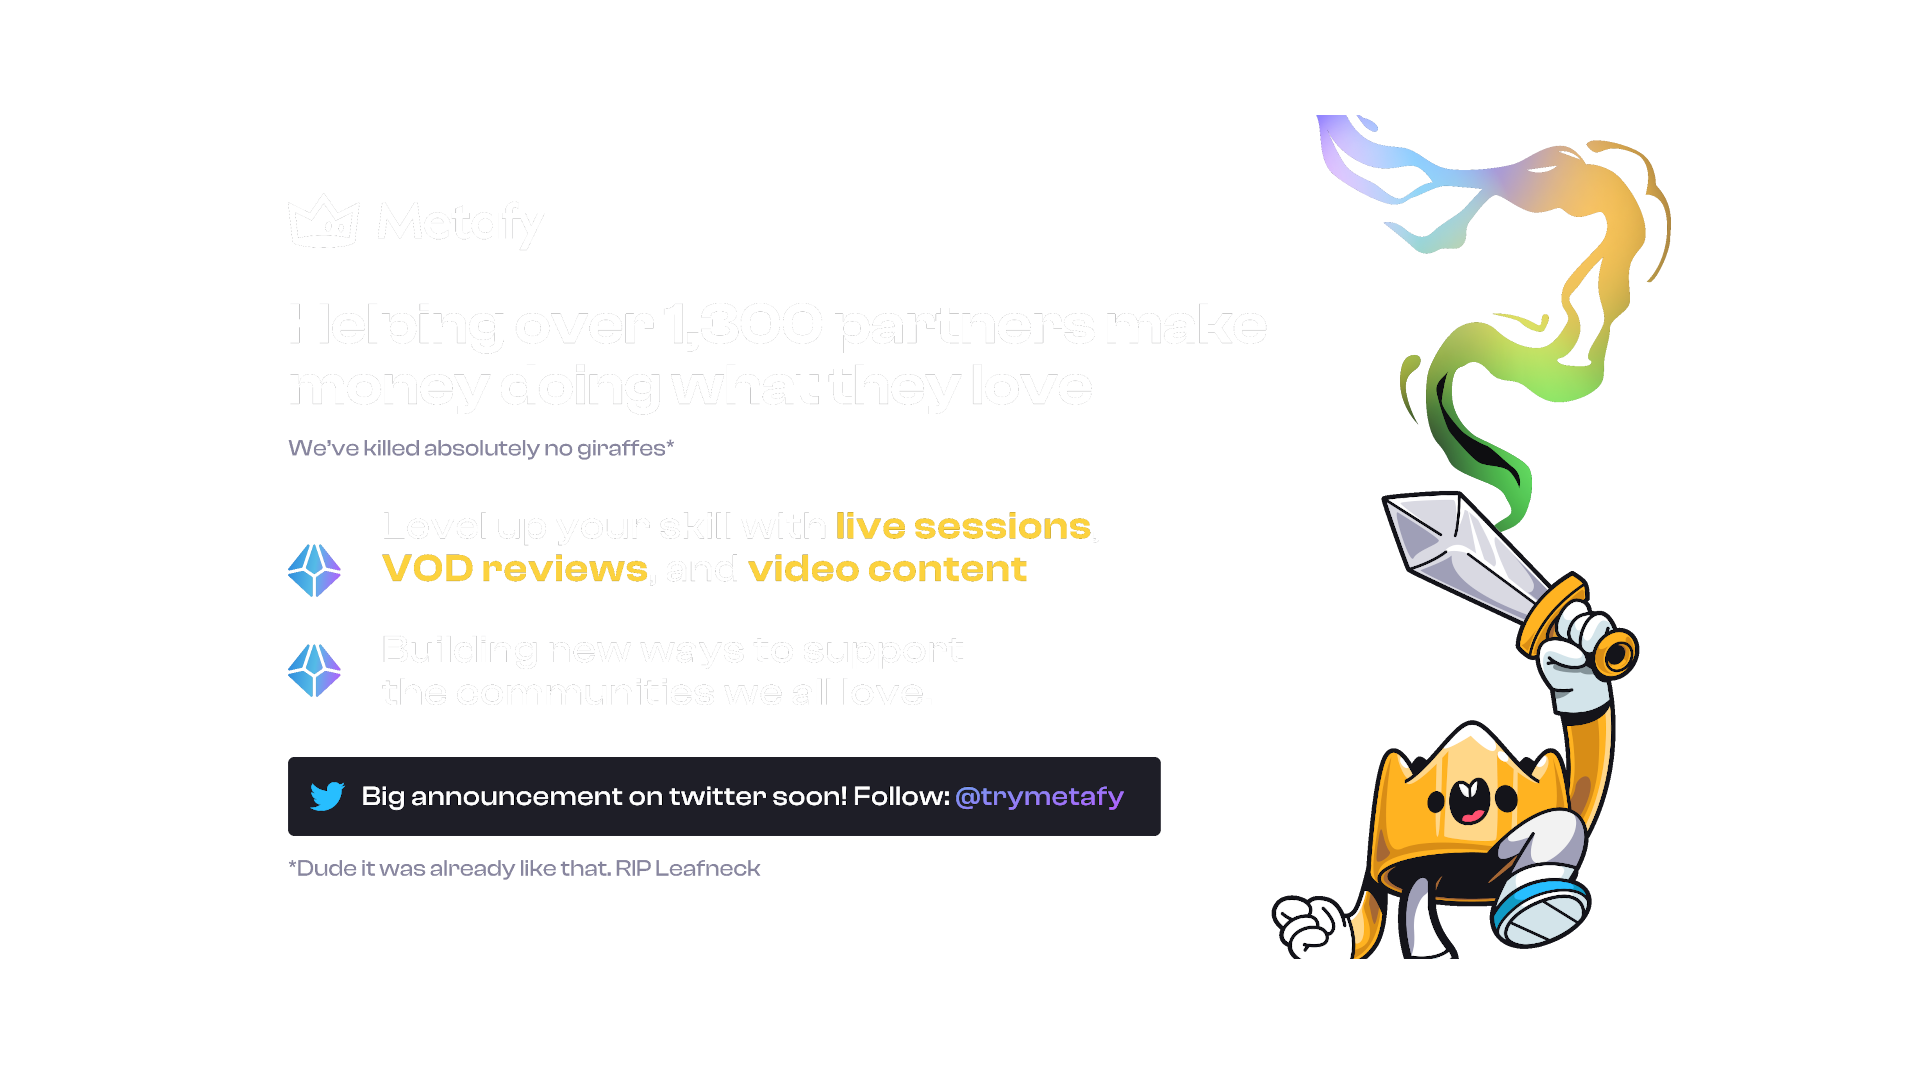 Metafy
Helping over 1,300 partners make
money doing what they love
We've killed absolutely no giraffes*
Level up your skill with live sessions,
VOD reviews, and video content
Building new ways to support
the communities we all love.
Big announcement on twitter soon! Follow: @trymetafy
*Dude it was already like that. RIP Leafneck